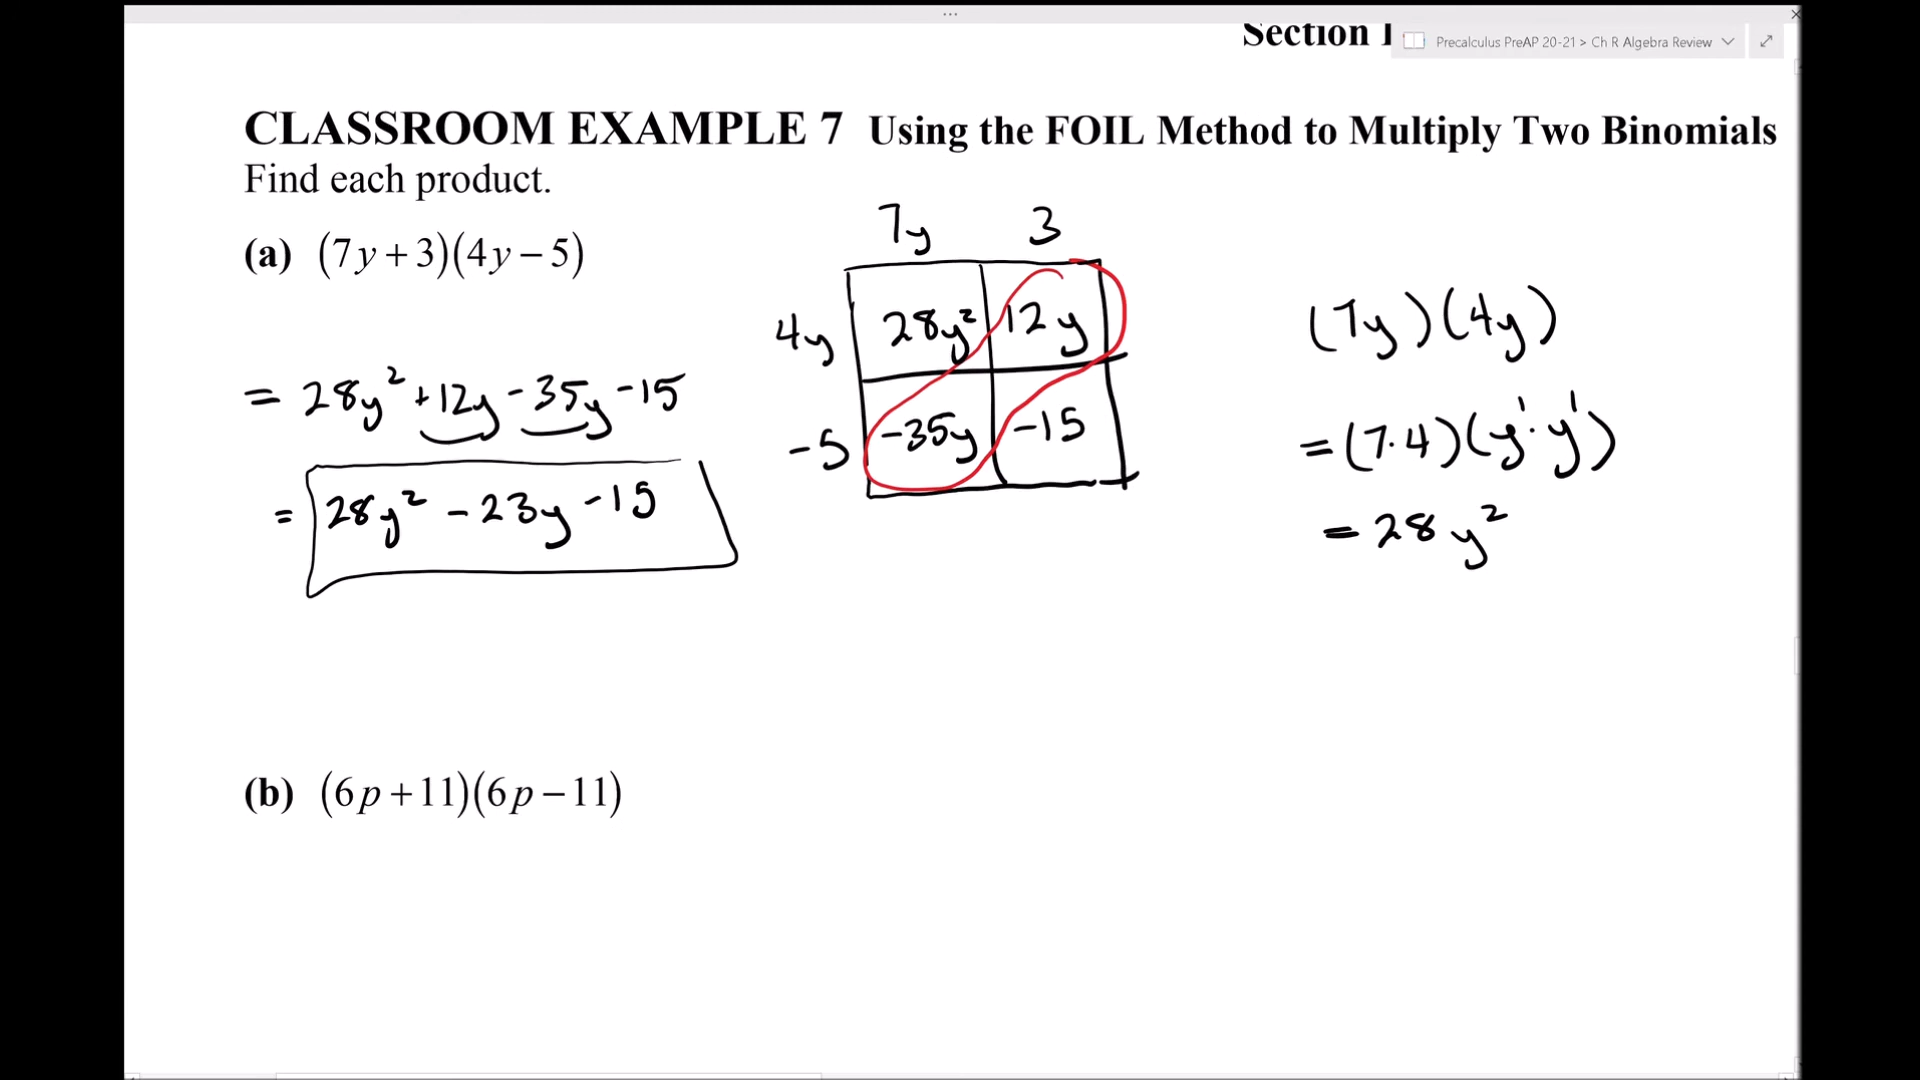 Section
Precalculus PreAP 20-21 > Ch R Algebra Review
CLASSROOM EXAMPLE 7 Using the FOIL Method to Multiply Two Binomials
Find each product.
(a) (7y+3)(4y−5)
= 28y² +12y -35y -15
= 28y² - 23y -15
7y 3
4y 28y² 12y
-5 -35y -15
(7y)(4y)
= (7·4)(y¹·y¹)
= 28y²
(b) (6p+11)(6p−11)